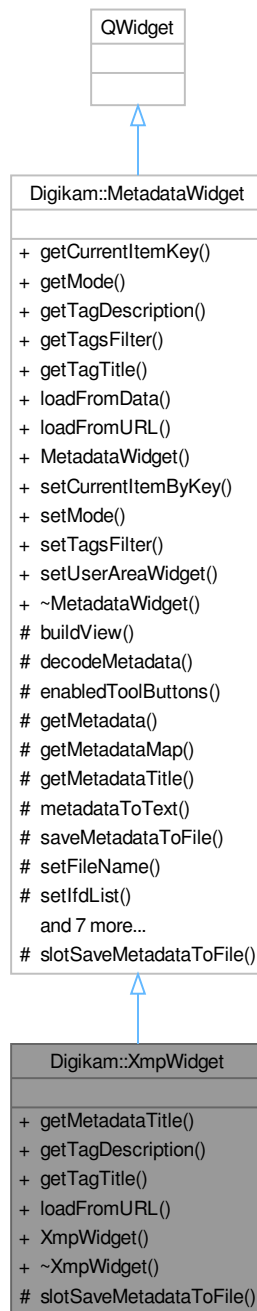 QWidget
Digikam::MetadataWidget
+ getCurrentItemKey()
+ getMode()
+ getTagDescription()
+ getTagsFilter()
+ getTagTitle()
+ loadFromData()
+ loadFromURL()
+ MetadataWidget()
+ setCurrentItemByKey()
+ setMode()
+ setTagsFilter()
+ setUserAreaWidget()
+ ~MetadataWidget()
# buildView()
# decodeMetadata()
# enabledToolButtons()
# getMetadata()
# getMetadataMap()
# getMetadataTitle()
# metadataToText()
# saveMetadataToFile()
# setFileName()
# setIfdList()
and 7 more...
# slotSaveMetadataToFile()
Digikam::XmpWidget
+ getMetadataTitle()
+ getTagDescription()
+ getTagTitle()
+ loadFromURL()
+ XmpWidget()
+ ~XmpWidget()
# slotSaveMetadataToFile()